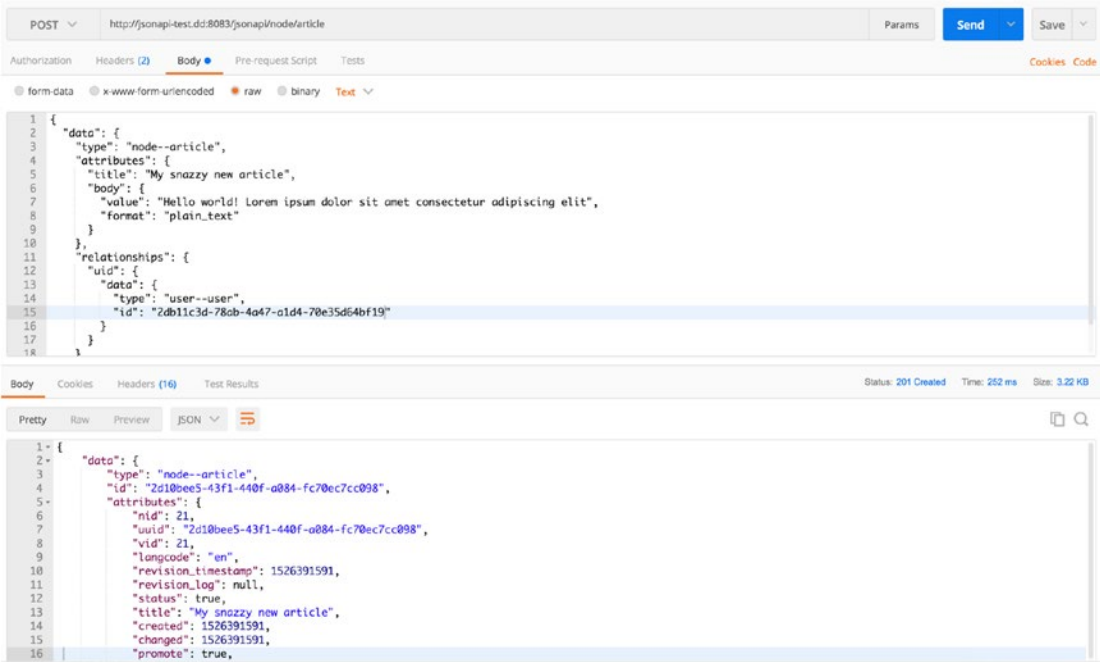 POST http://jsonapi-test.dd:8083/jsonapi/node/article Params Send Save
Authorization Headers (2) Body Pre-request Script Tests Cookies Code
form-data x-www-form-urlencoded raw binary Text
1 {
2 "data": {
3 "type": "node--article",
4 "attributes": {
5 "title": "My snazzy new article",
6 "body": {
7 "value": "Hello world! Lorem ipsum dolor sit amet consectetur adipiscing elit",
8 "format": "plain_text"
9 }
10 },
11 "relationships": {
12 "uid": {
13 "data": {
14 "type": "user--user",
15 "id": "2db11c3d-78ab-4a47-a1d4-70e35d64bf19"
16 }
17 }
18 }
Body Cookies Headers (16) Test Results Status: 201 Created Time: 252 ms Size: 3.22 KB
Pretty Raw Preview JSON
1 {
2 "data": {
3 "type": "node--article",
4 "id": "2d10bee5-43f1-440f-a084-fc70ec7cc098",
5 "attributes": {
6 "nid": 21,
7 "uuid": "2d10bee5-43f1-440f-a084-fc70ec7cc098",
8 "vid": 21,
9 "langcode": "en",
10 "revision_timestamp": 1526391591,
11 "revision_log": null,
12 "status": true,
13 "title": "My snazzy new article",
14 "created": 1526391591,
15 "changed": 1526391591,
16 "promote": true,